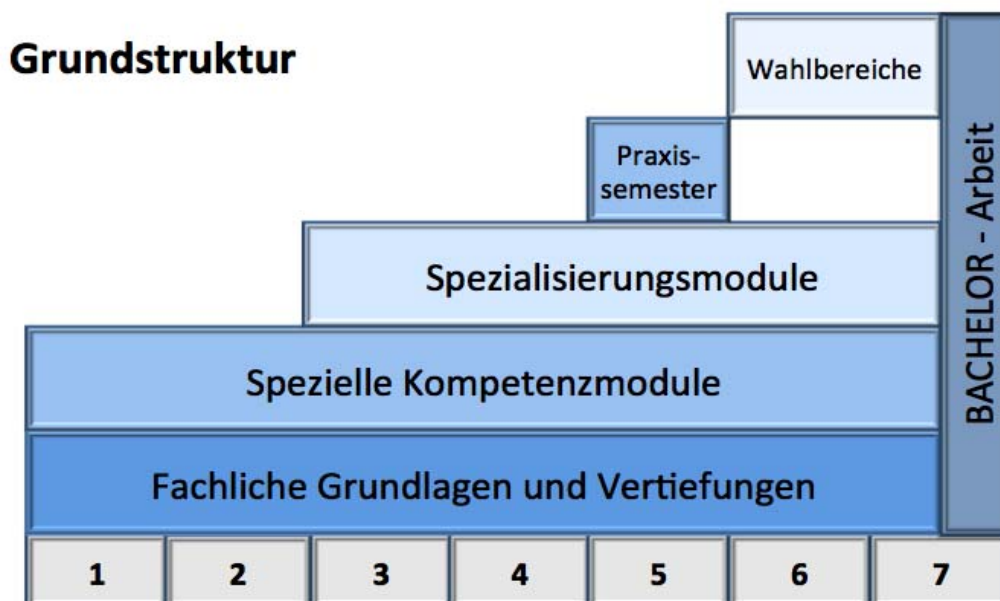 Grundstruktur
Wahlbereiche
Praxis-
semester
Spezialisierungsmodule
Spezielle Kompetenzmodule
Fachliche Grundlagen und Vertiefungen
BACHELOR - Arbeit
1 2 3 4 5 6 7